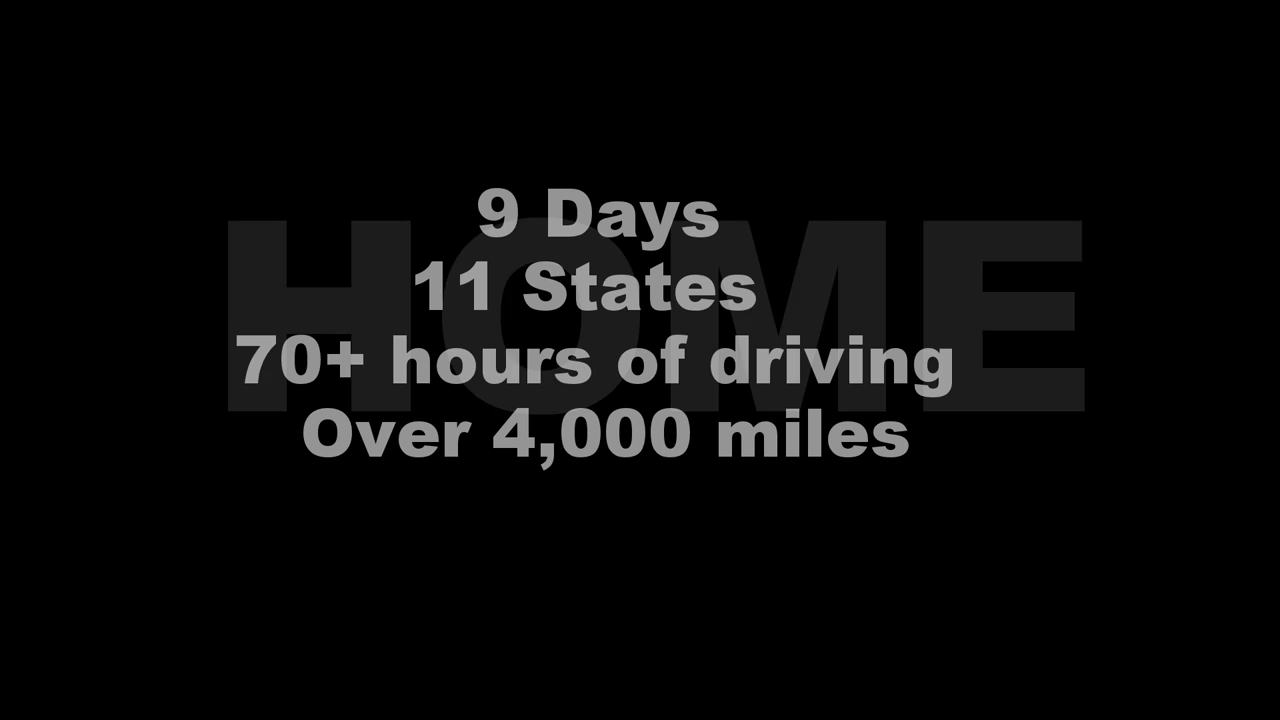 HOME
9 Days
11 States
70+ hours of driving
Over 4,000 miles